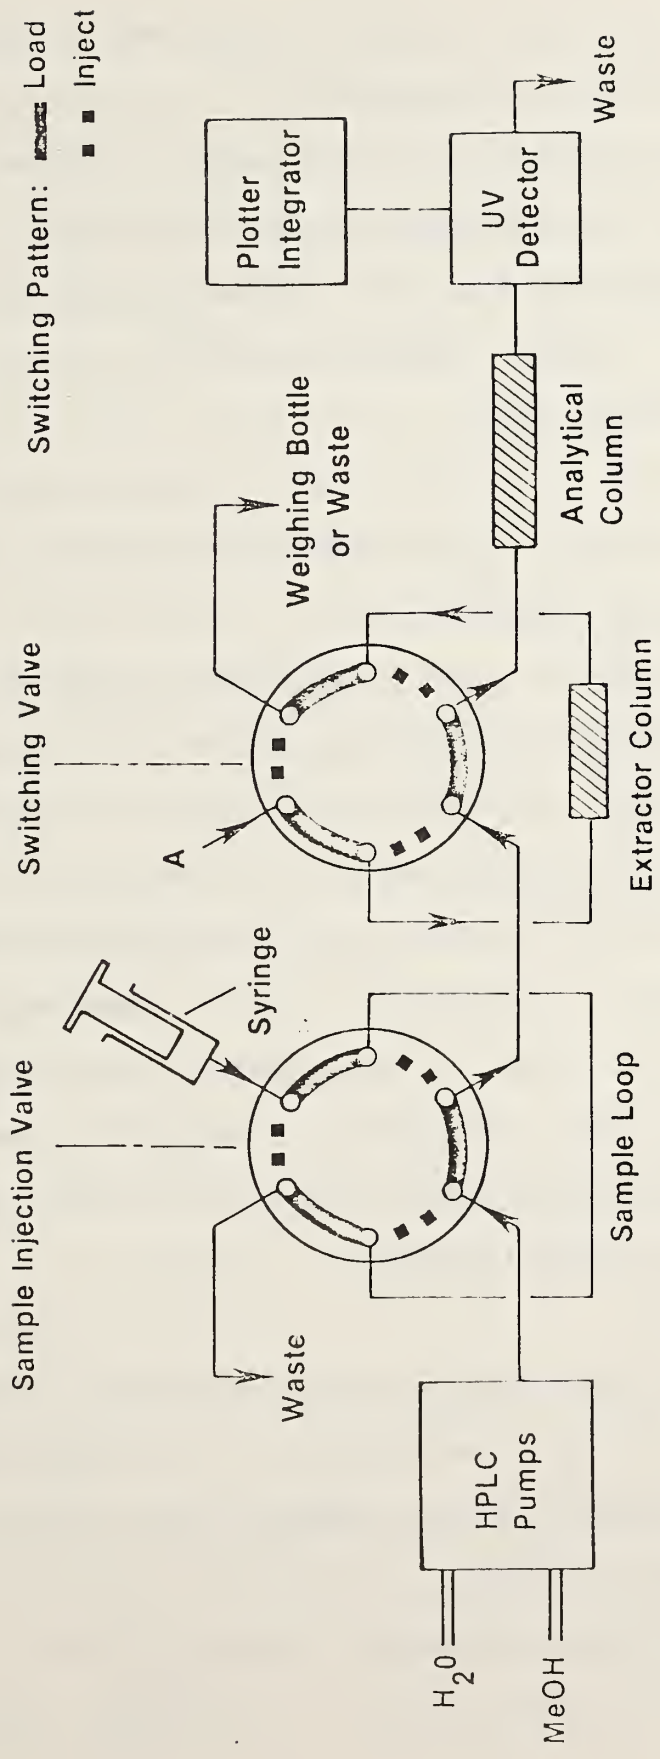 Switching Pattern: Load
Inject
Sample Injection Valve
Switching Valve
Syringe
A
Waste
Weighing Bottle
or Waste
Plotter
Integrator
H2O
MeOH
HPLC
Pumps
Sample Loop
Extractor Column
Analytical
Column
UV
Detector
Waste